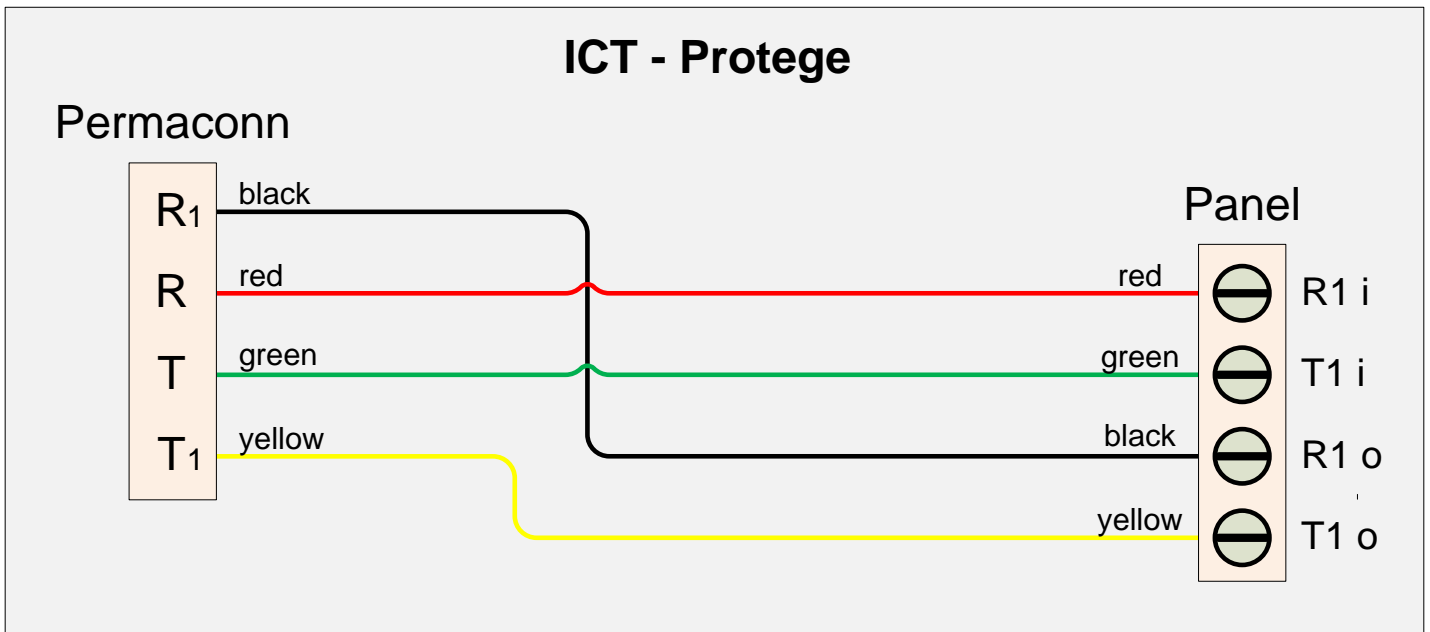 ICT - Protege
Permaconn
Panel
R1 black
R red red R1 i
T green green T1 i
T1 yellow black R1 o
yellow T1 o